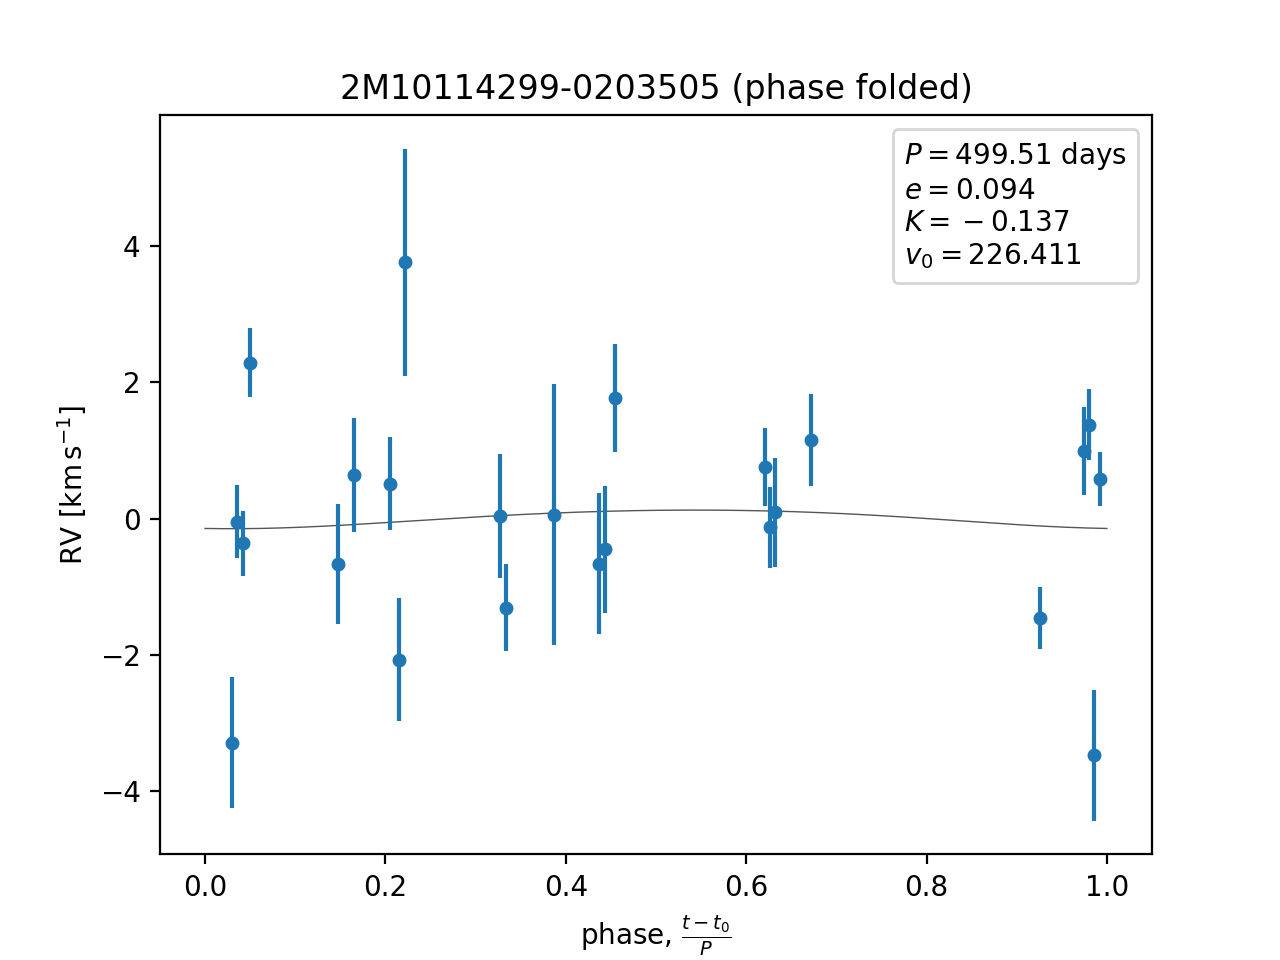 2M10114299-0203505 (phase folded)
P = 499.51 days
e = 0.094
K = −0.137
v₀ = 226.411
4
2
0
−2
−4
RV [km s⁻¹]
0.0 0.2 0.4 0.6 0.8 1.0
phase, (t − t₀)/P